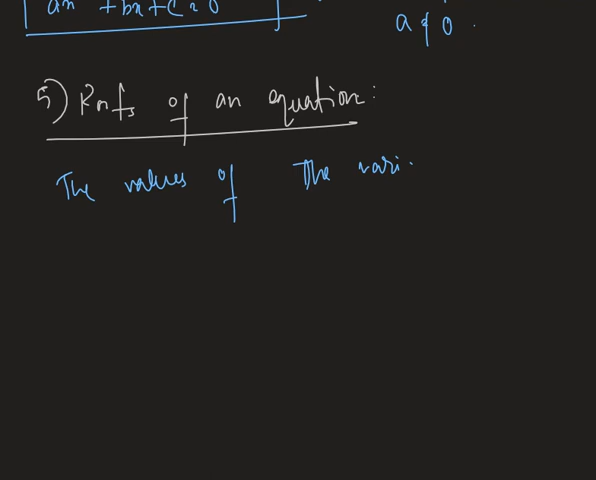 ax² + bx + c = 0
a ≠ 0.
5) Roots of an equation:
The values of The vari.